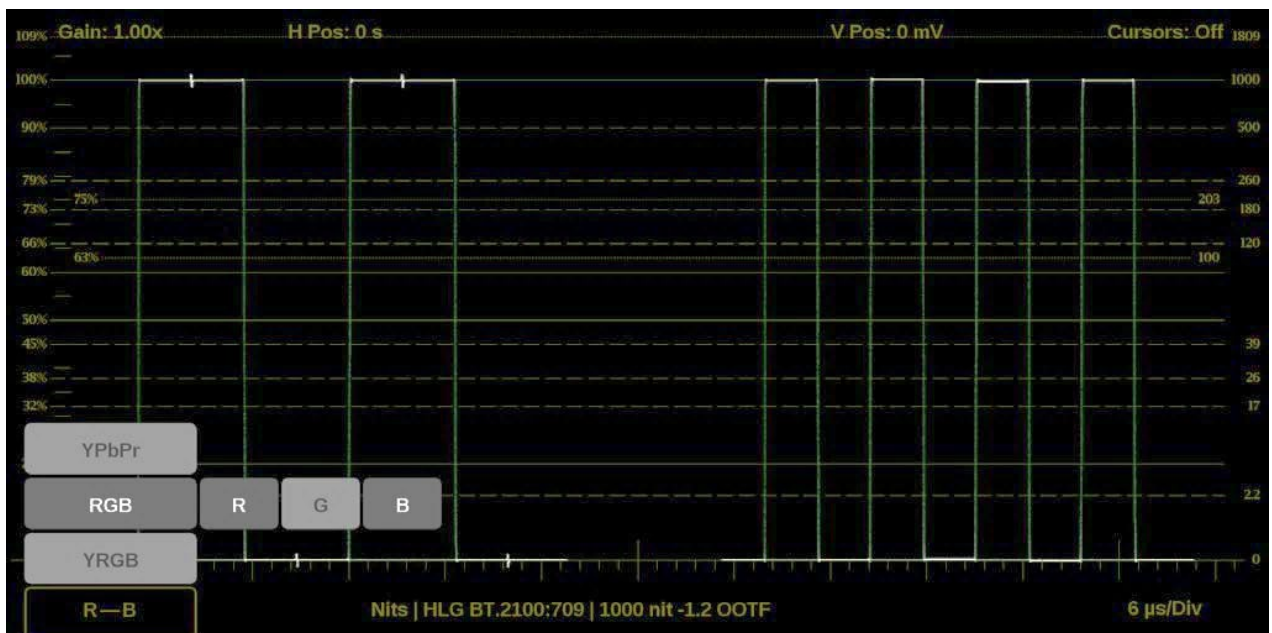 Gain: 1.00x H Pos: 0 s V Pos: 0 mV Cursors: Off
109% 1809
100% 1000
90% 500
79% 260
75% 203
73% 180
66% 120
63% 100
60%
50%
45% 39
38% 26
32% 17
YPbPr
RGB R G B
2.2
YRGB
0
R—B
Nits | HLG BT.2100:709 | 1000 nit -1.2 OOTF
6 µs/Div